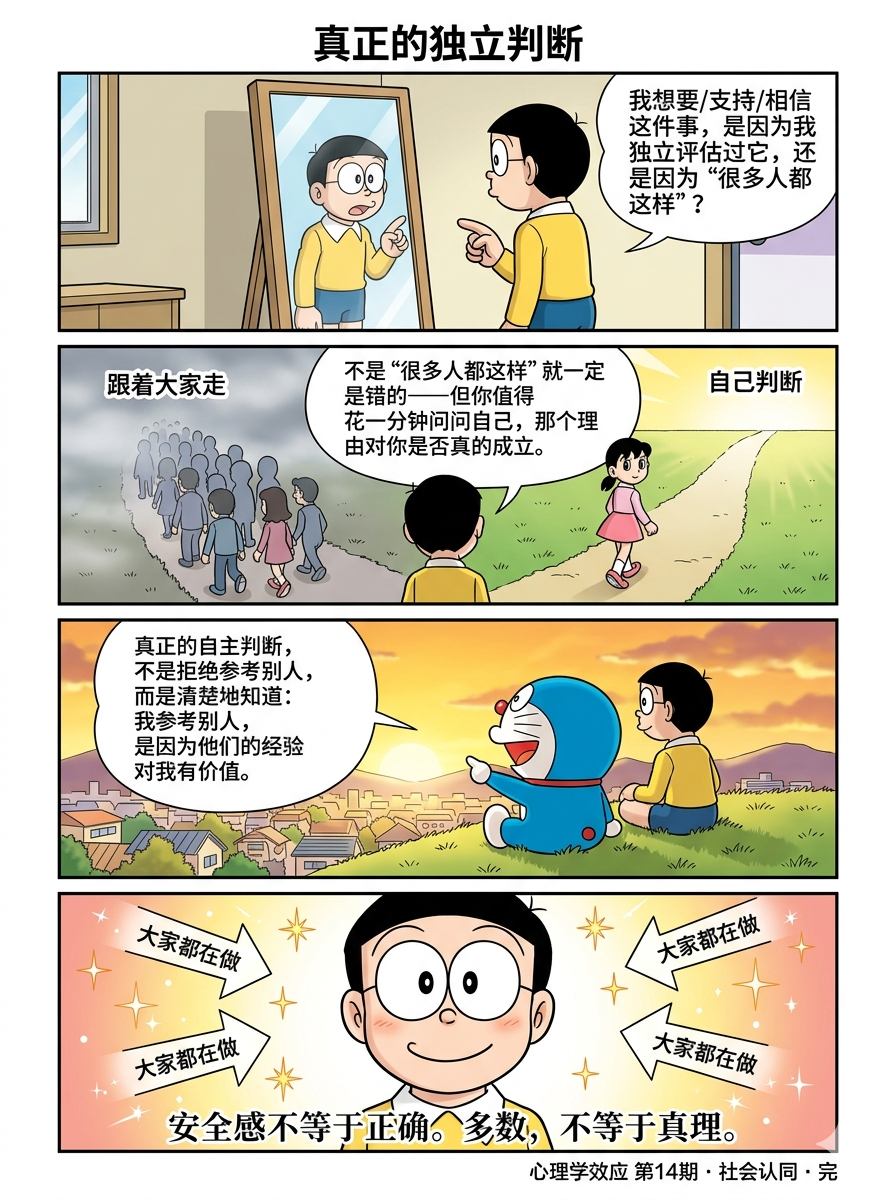 真正的独立判断
我想要/支持/相信
这件事，是因为我
独立评估过它，还
是因为“很多人都
这样”？
跟着大家走
不是“很多人都这样”就一定
是错的——但你值得
花一分钟问问自己，那个理
由对你是否真的成立。
自己判断
真正的自主判断，
不是拒绝参考别人，
而是清楚地知道：
我参考别人，
是因为他们的经验
对我有价值。
大家都在做
大家都在做
大家都在做
大家都在做
安全感不等于正确。多数，不等于真理。
心理学效应 第14期·社会认同·完